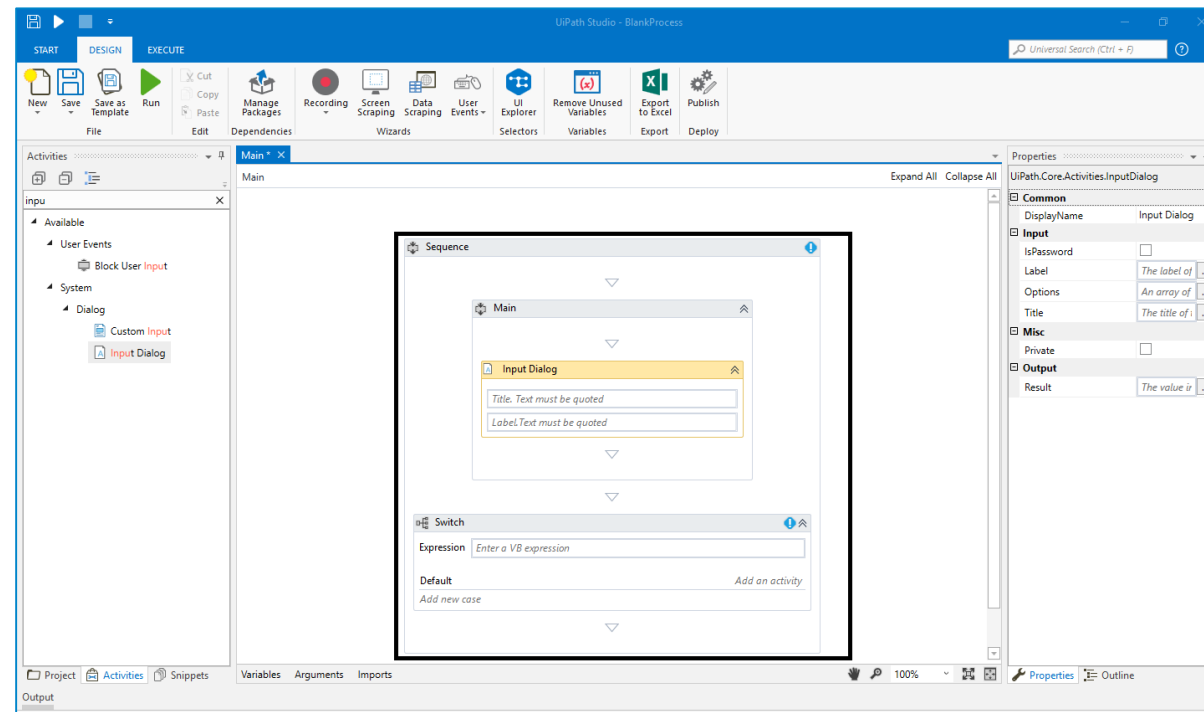 UiPath Studio - BlankProcess
START DESIGN EXECUTE
Universal Search (Ctrl + F)
New Save Save as Template Run
Cut
Copy
Paste
Manage Packages
Recording Screen Scraping Data Scraping User Events
UI Explorer
Remove Unused Variables
Export to Excel
Publish
File Edit Dependencies Wizards Selectors Variables Export Deploy
Activities
inpu
Available
User Events
Block User Input
System
Dialog
Custom Input
Input Dialog
Project Activities Snippets
Output
Main *
Main Expand All Collapse All
Sequence
Main
Input Dialog
Title. Text must be quoted
Label.Text must be quoted
Switch
Expression Enter a VB expression
Default Add an activity
Add new case
Variables Arguments Imports 100%
Properties
UiPath.Core.Activities.InputDialog
Common
DisplayName Input Dialog
Input
IsPassword
Label The label of
Options An array of
Title The title of
Misc
Private
Output
Result The value
Properties Outline